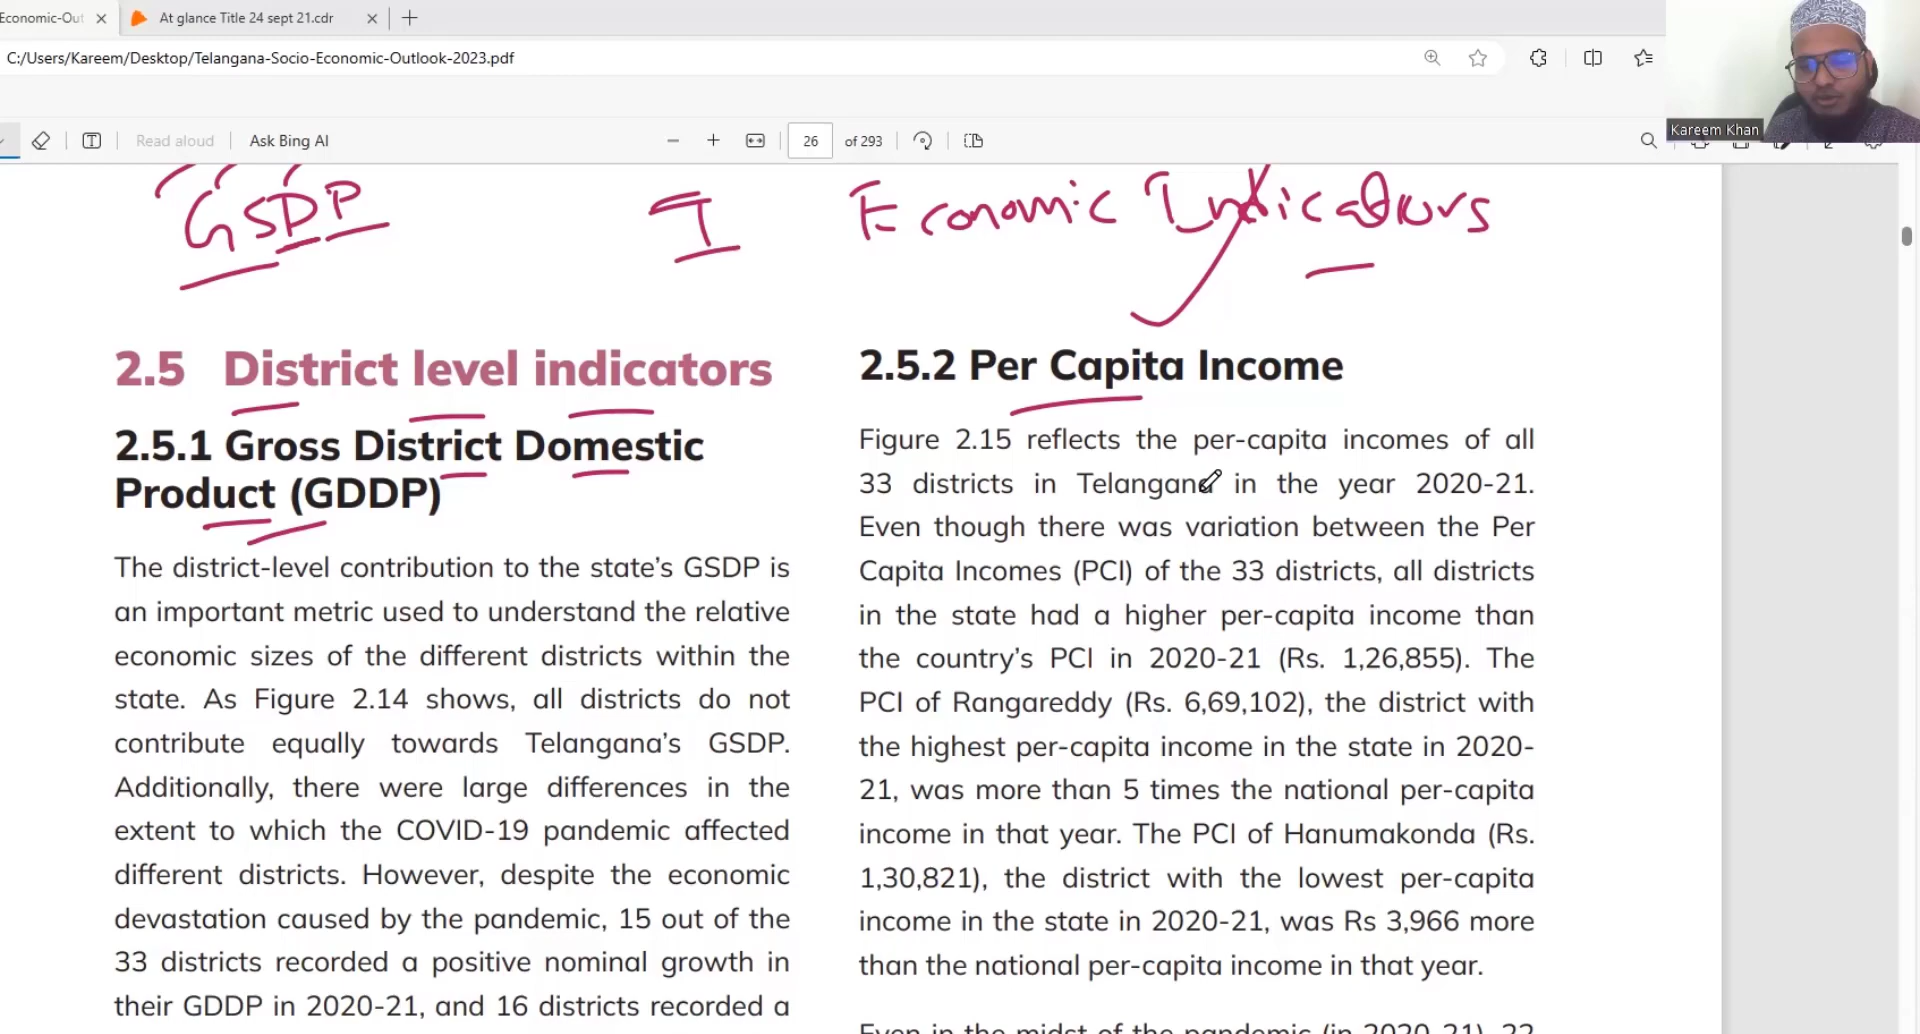 Economic-Out
At glance Title 24 sept 21.cdr
C:/Users/Kareem/Desktop/Telangana-Socio-Economic-Outlook-2023.pdf
Kareem Khan
Read aloud
Ask Bing AI
26 of 293
GSDP
I
Economic Indicators
2.5 District level indicators
2.5.1 Gross District Domestic
Product (GDDP)
The district-level contribution to the state’s GSDP is
an important metric used to understand the relative
economic sizes of the different districts within the
state. As Figure 2.14 shows, all districts do not
contribute equally towards Telangana’s GSDP.
Additionally, there were large differences in the
extent to which the COVID-19 pandemic affected
different districts. However, despite the economic
devastation caused by the pandemic, 15 out of the
33 districts recorded a positive nominal growth in
their GDDP in 2020-21, and 16 districts recorded a
2.5.2 Per Capita Income
Figure 2.15 reflects the per-capita incomes of all
33 districts in Telangana in the year 2020-21.
Even though there was variation between the Per
Capita Incomes (PCI) of the 33 districts, all districts
in the state had a higher per-capita income than
the country’s PCI in 2020-21 (Rs. 1,26,855). The
PCI of Rangareddy (Rs. 6,69,102), the district with
the highest per-capita income in the state in 2020-
21, was more than 5 times the national per-capita
income in that year. The PCI of Hanumakonda (Rs.
1,30,821), the district with the lowest per-capita
income in the state in 2020-21, was Rs 3,966 more
than the national per-capita income in that year.
Even in the midst of the pandemic (in 2020-21), 22